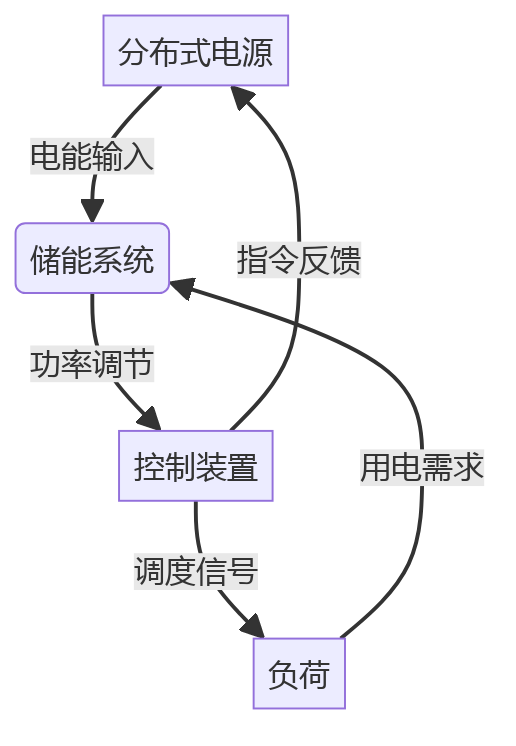 分布式电源
电能输入
储能系统
指令反馈
功率调节
控制装置
用电需求
调度信号
负荷